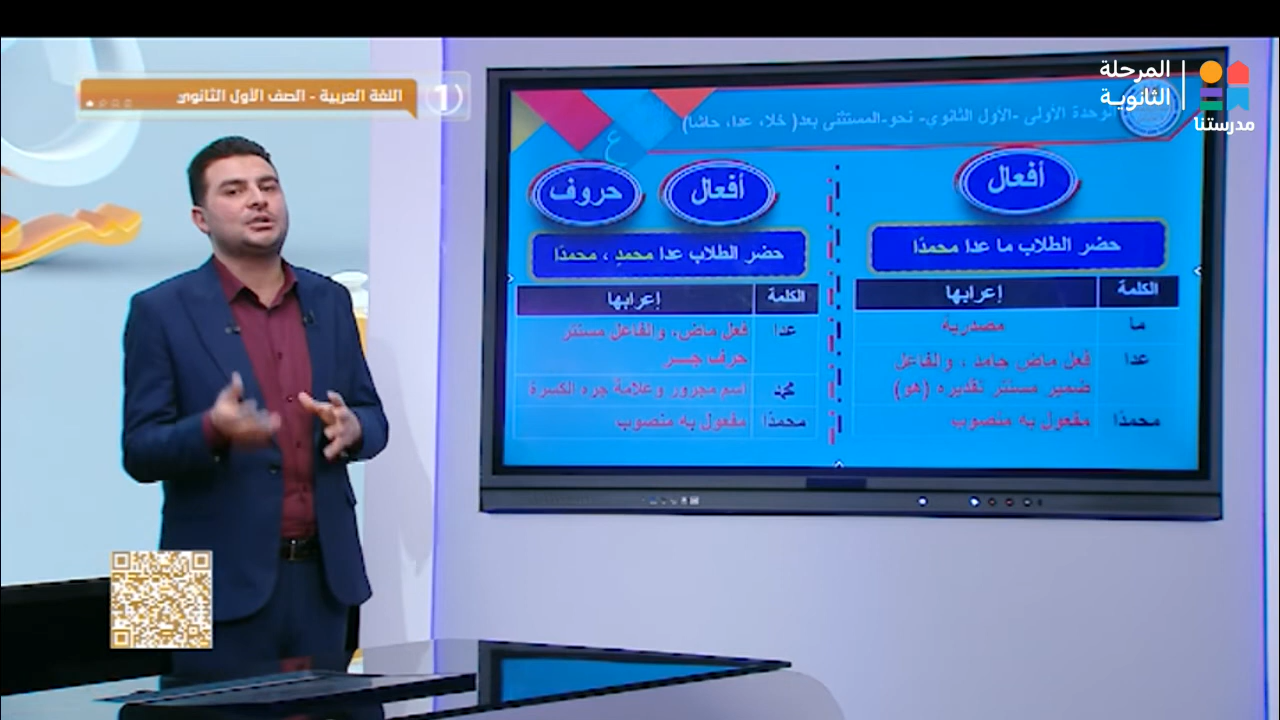 المرحلة
الثانوية
مدرستنا
اللغة العربية - الصف الأول الثانوي
1
الوحدة الأولى -الأول الثانوي- نحو-المستثنى بعد( خلا، عدا، حاشا)
أفعال
حضر الطلاب ما عدا محمدًا
الكلمة إعرابها
ما مصدرية
عدا فعل ماض جامد ، والفاعل
ضمير مستتر تقديره (هو)
محمدًا مفعول به منصوب
أفعال
حروف
حضر الطلاب عدا محمدٍ ، محمدًا
الكلمة إعرابها
عدا فعل ماض، والفاعل مستتر
حرف جـــر
محمد اسم مجرور وعلامة جره الكسرة
محمدًا مفعول به منصوب
ع